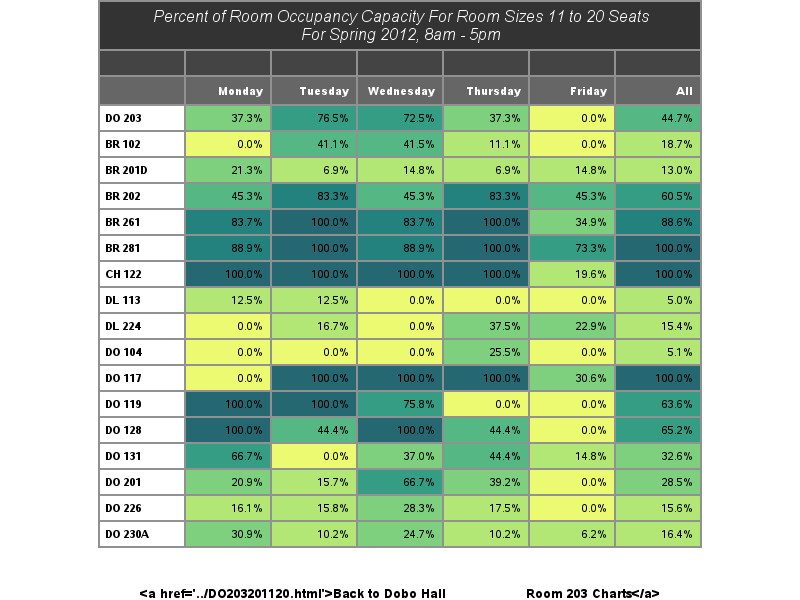 Percent of Room Occupancy Capacity For Room Sizes 11 to 20 Seats
For Spring 2012, 8am - 5pm
Monday Tuesday Wednesday Thursday Friday All
DO 203 37.3% 76.5% 72.5% 37.3% 0.0% 44.7%
BR 102 0.0% 41.1% 41.5% 11.1% 0.0% 18.7%
BR 201D 21.3% 6.9% 14.8% 6.9% 14.8% 13.0%
BR 202 45.3% 83.3% 45.3% 83.3% 45.3% 60.5%
BR 261 83.7% 100.0% 83.7% 100.0% 34.9% 88.6%
BR 281 88.9% 100.0% 88.9% 100.0% 73.3% 100.0%
CH 122 100.0% 100.0% 100.0% 100.0% 19.6% 100.0%
DL 113 12.5% 12.5% 0.0% 0.0% 0.0% 5.0%
DL 224 0.0% 16.7% 0.0% 37.5% 22.9% 15.4%
DO 104 0.0% 0.0% 0.0% 25.5% 0.0% 5.1%
DO 117 0.0% 100.0% 100.0% 100.0% 30.6% 100.0%
DO 119 100.0% 100.0% 75.8% 0.0% 0.0% 63.6%
DO 128 100.0% 44.4% 100.0% 44.4% 0.0% 65.2%
DO 131 66.7% 0.0% 37.0% 44.4% 14.8% 32.6%
DO 201 20.9% 15.7% 66.7% 39.2% 0.0% 28.5%
DO 226 16.1% 15.8% 28.3% 17.5% 0.0% 15.6%
DO 230A 30.9% 10.2% 24.7% 10.2% 6.2% 16.4%
<a href='../DO203201120.html'>Back to Dobo Hall Room 203 Charts</a>